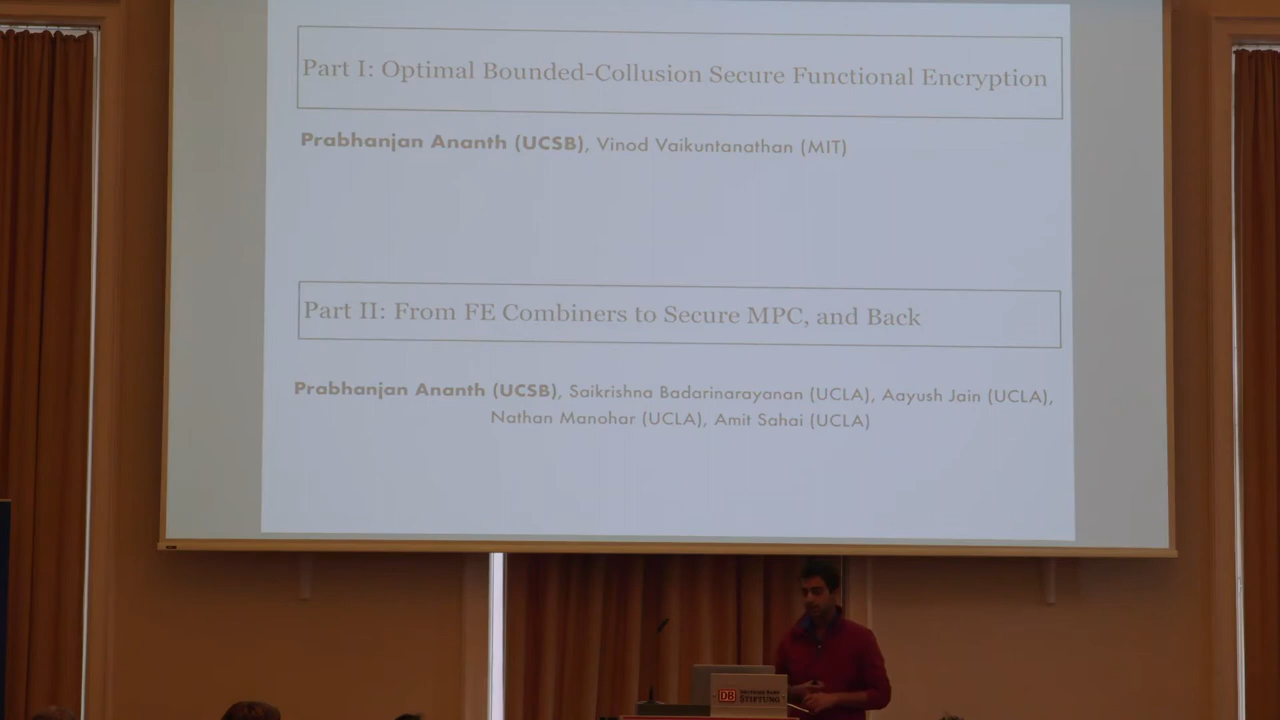 Part I: Optimal Bounded-Collusion Secure Functional Encryption
Prabhanjan Ananth (UCSB), Vinod Vaikuntanathan (MIT)
Part II: From FE Combiners to Secure MPC, and Back
Prabhanjan Ananth (UCSB), Saikrishna Badarinarayanan (UCLA), Aayush Jain (UCLA),
Nathan Manohar (UCLA), Amit Sahai (UCLA)
DB
STIFTUNG